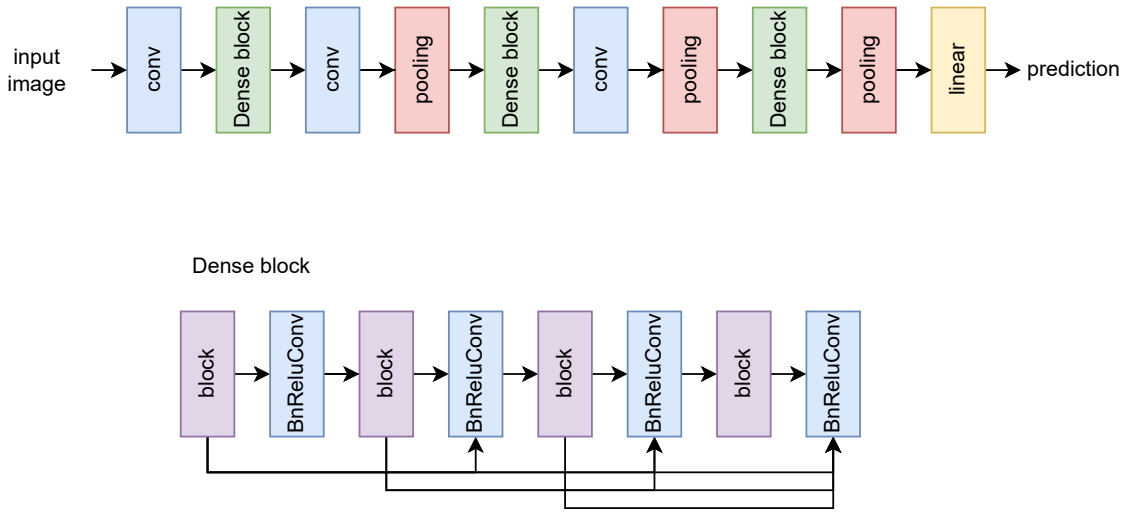 input
image
conv
Dense block
conv
pooling
Dense block
conv
pooling
Dense block
pooling
linear
prediction
Dense block
block
BnReluConv
block
BnReluConv
block
BnReluConv
block
BnReluConv